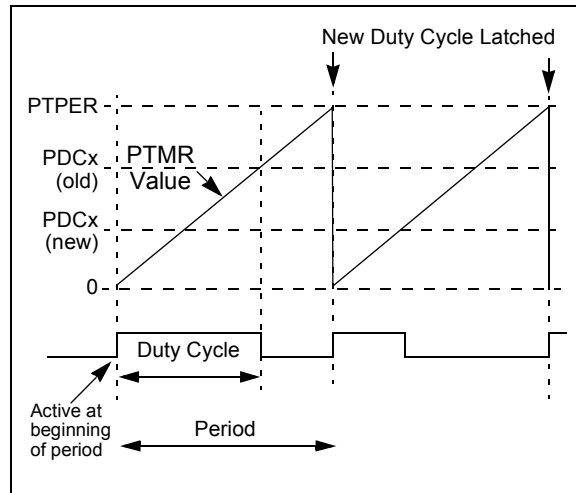 New Duty Cycle Latched
PTPER
PDCx
(old)
PTMR
Value
PDCx
(new)
0
Duty Cycle
Active at
beginning
of period
Period